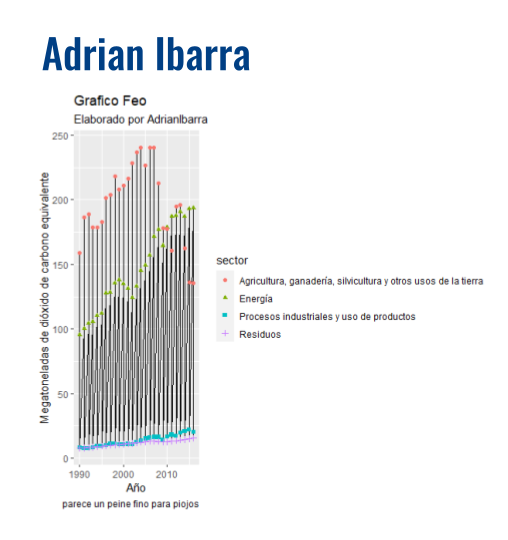 Adrian Ibarra
Grafico Feo
Elaborado por AdrianIbarra
Megatoneladas de dióxido de carbono equivalente
250
200
150
100
50
0
1990
2000
2010
Año
parece un peine fino para piojos
sector
Agricultura, ganadería, silvicultura y otros usos de la tierra
Energía
Procesos industriales y uso de productos
Residuos